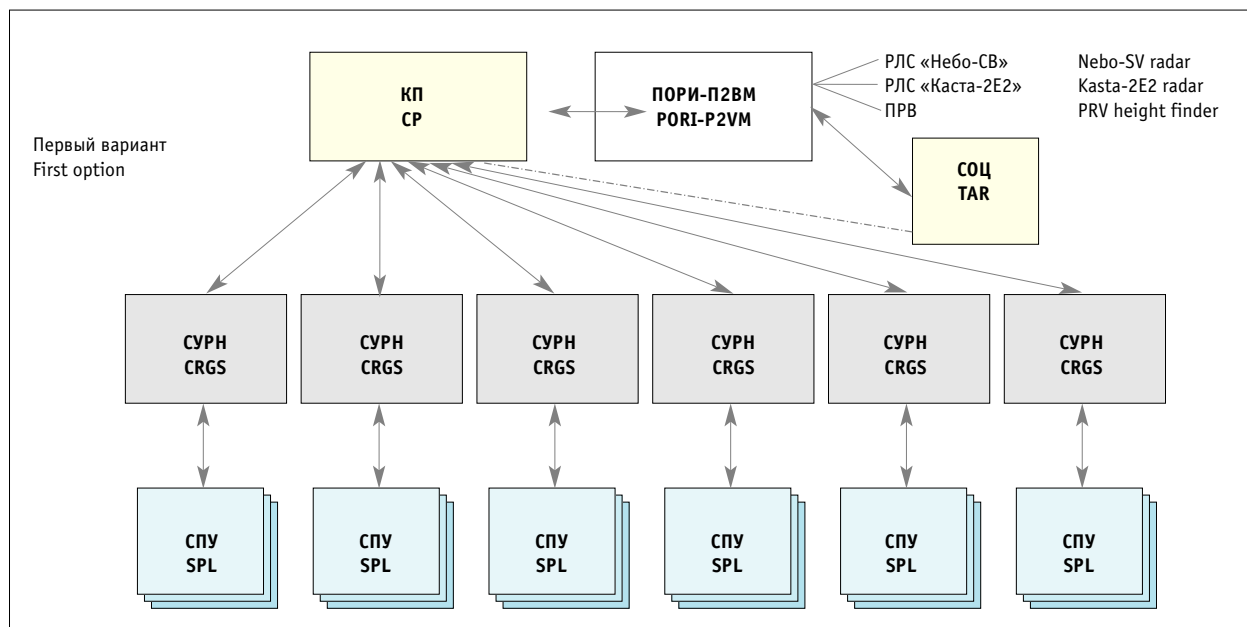 КП
CP
ПОРИ-П2ВМ
PORI-P2VM
РЛС «Небо-СВ» Nebo-SV radar
РЛС «Каста-2Е2» Kasta-2E2 radar
ПРВ PRV height finder
Первый вариант
First option
СОЦ
TAR
СУРН
CRGS
СУРН
CRGS
СУРН
CRGS
СУРН
CRGS
СУРН
CRGS
СУРН
CRGS
СПУ
SPL
СПУ
SPL
СПУ
SPL
СПУ
SPL
СПУ
SPL
СПУ
SPL